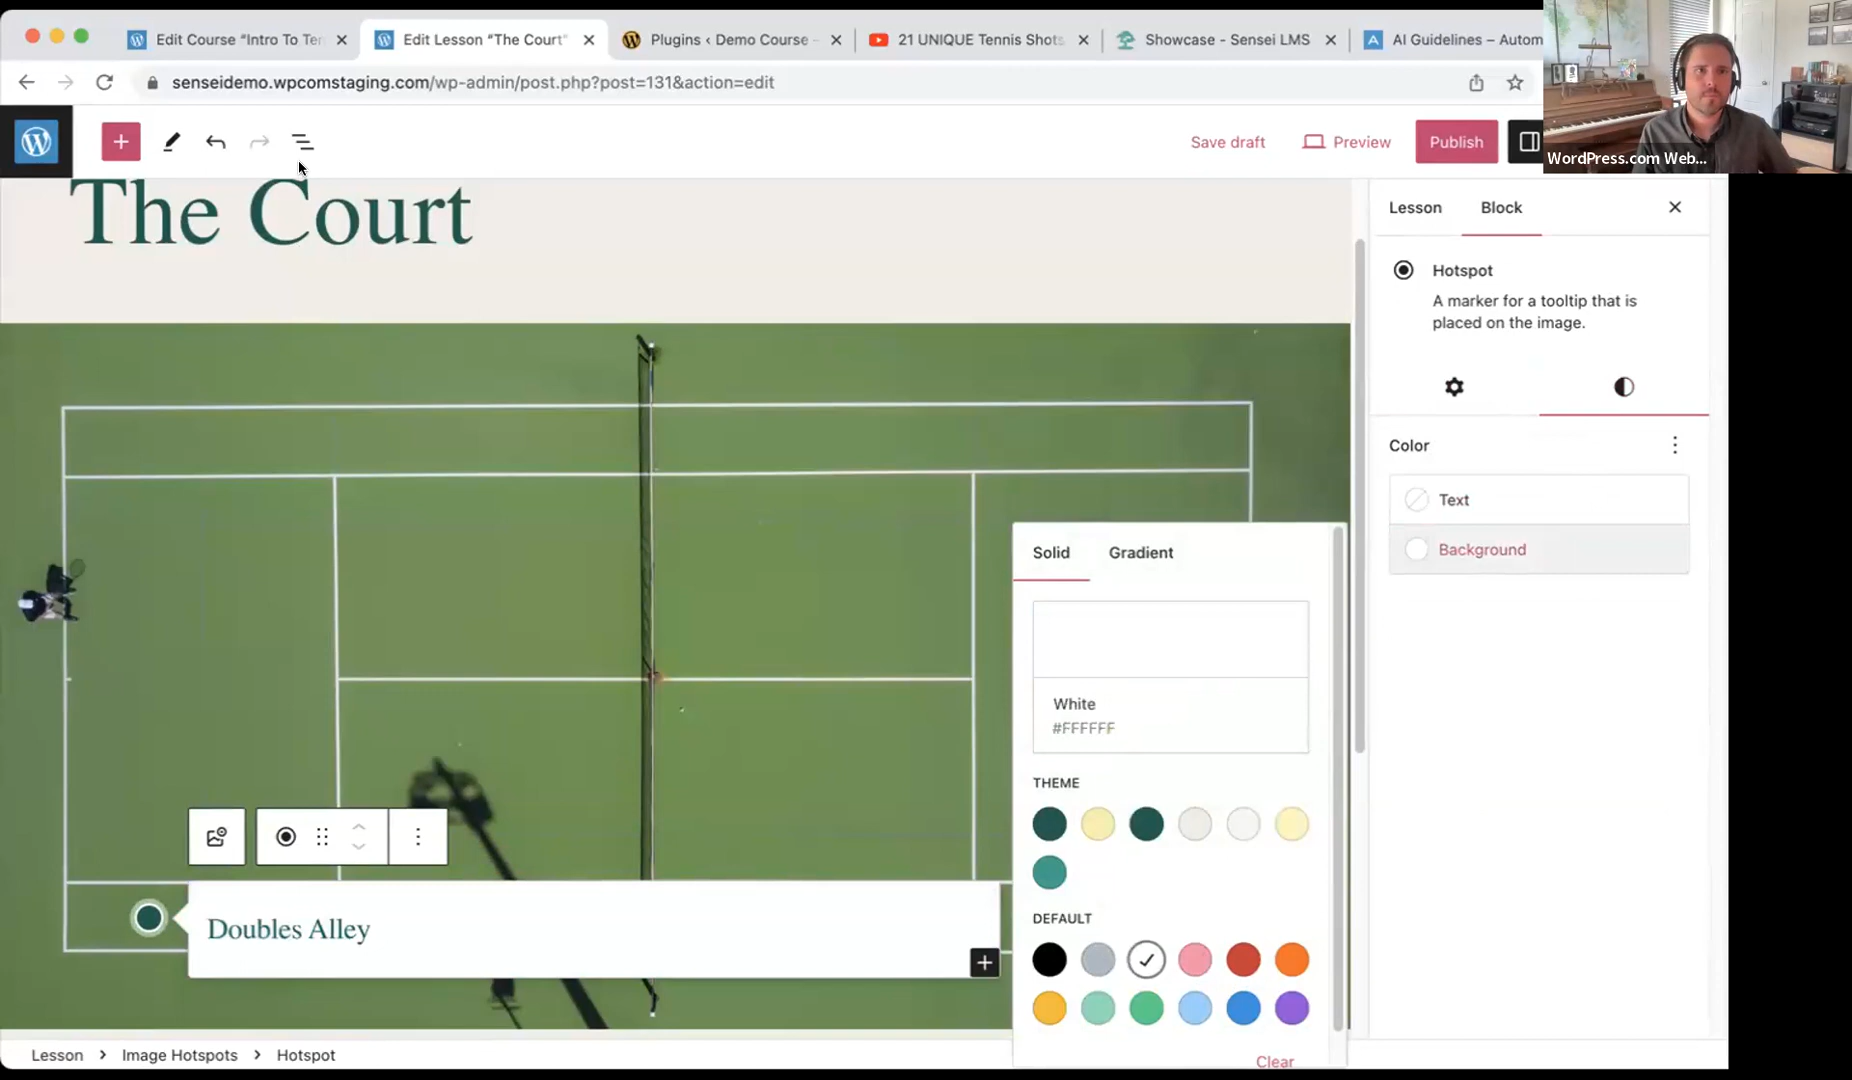 Edit Course “Intro To Ten
Edit Lesson “The Court”
Plugins ‹ Demo Course –
21 UNIQUE Tennis Shots
Showcase - Sensei LMS
AI Guidelines – Autom
senseidemo.wpcomstaging.com/wp-admin/post.php?post=131&action=edit
WordPress.com Web...
Save draft
Preview
Publish
The Court
Lesson
Block
Hotspot
A marker for a tooltip that is
placed on the image.
Color
Text
Background
Solid
Gradient
White
#FFFFFF
THEME
DEFAULT
Clear
Doubles Alley
Lesson > Image Hotspots > Hotspot